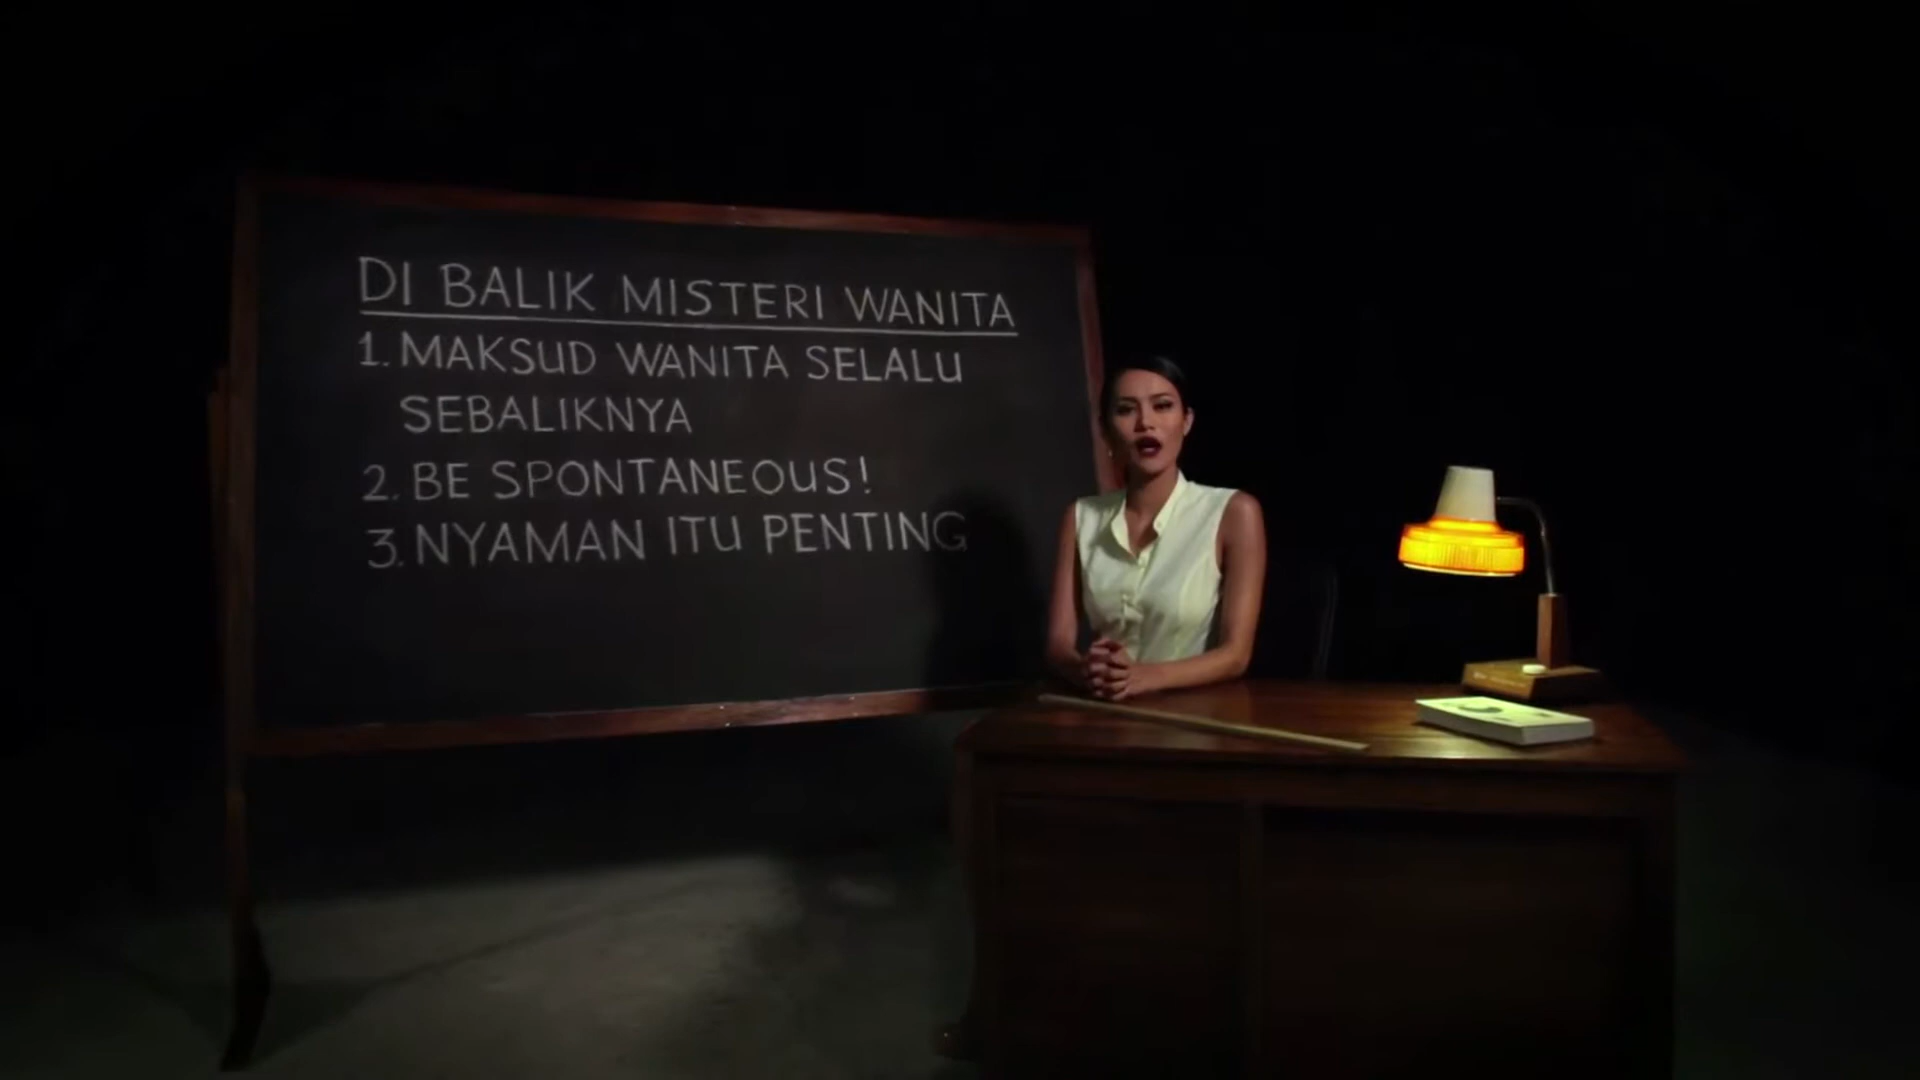 DI BALIK MISTERI WANITA
1. MAKSUD WANITA SELALU
SEBALIKNYA
2. BE SPONTANEOUS!
3. NYAMAN ITU PENTING